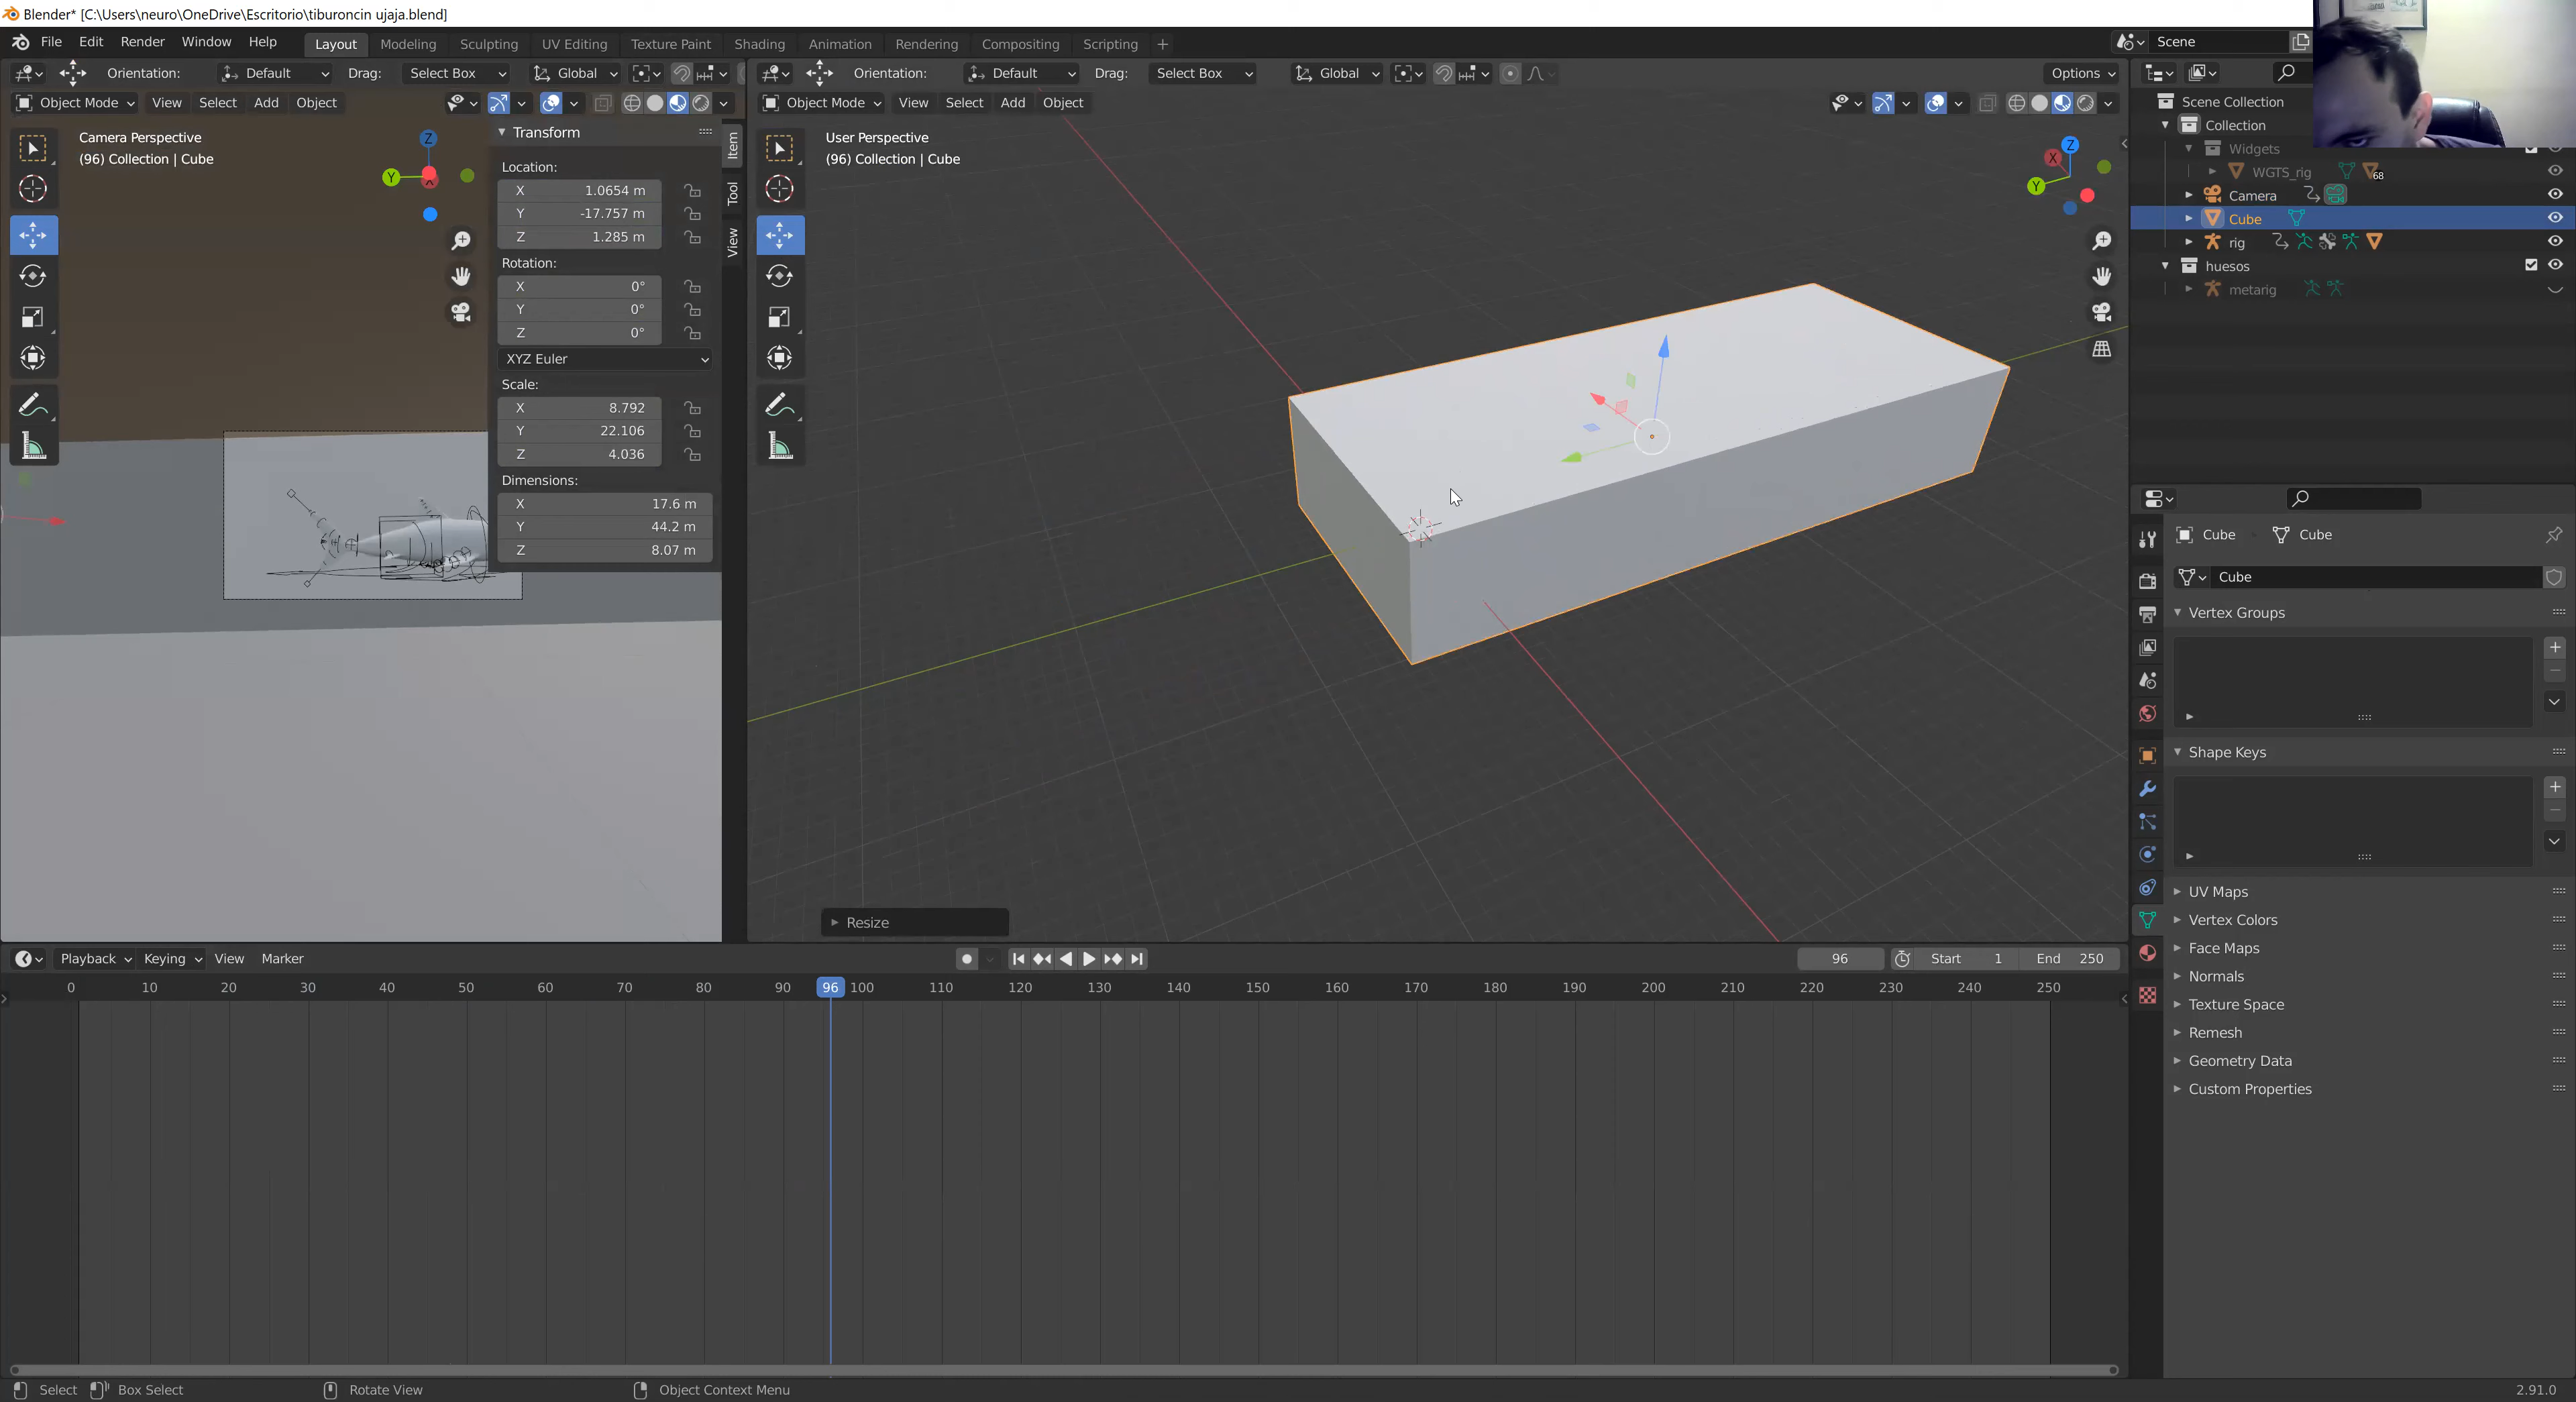 Blender* [C:\Users\neuro\OneDrive\Escritorio\tiburoncin ujaja.blend]
File Edit Render Window Help Layout Modeling Sculpting UV Editing Texture Paint Shading Animation Rendering Compositing Scripting + Scene
Orientation: Default Drag: Select Box Global
Orientation: Default Drag: Select Box Global Options
Object Mode View Select Add Object
Object Mode View Select Add Object
Camera Perspective
(96) Collection | Cube
Z
Y
X
Transform
Location:
X 1.0654 m
Y -17.757 m
Z 1.285 m
Rotation:
X 0°
Y 0°
Z 0°
XYZ Euler
Scale:
X 8.792
Y 22.106
Z 4.036
Dimensions:
X 17.6 m
Y 44.2 m
Z 8.07 m
Item
Tool
View
User Perspective
(96) Collection | Cube
Z
X
Y
Resize
Scene Collection
Collection
Widgets
WGTS_rig 68
Camera
Cube
rig
huesos
metarig
Cube Cube
Cube
Vertex Groups
Shape Keys
UV Maps
Vertex Colors
Face Maps
Normals
Texture Space
Remesh
Geometry Data
Custom Properties
Playback Keying View Marker 96 Start 1 End 250
0 10 20 30 40 50 60 70 80 90 96 100 110 120 130 140 150 160 170 180 190 200 210 220 230 240 250
Select Box Select Rotate View Object Context Menu 2.91.0